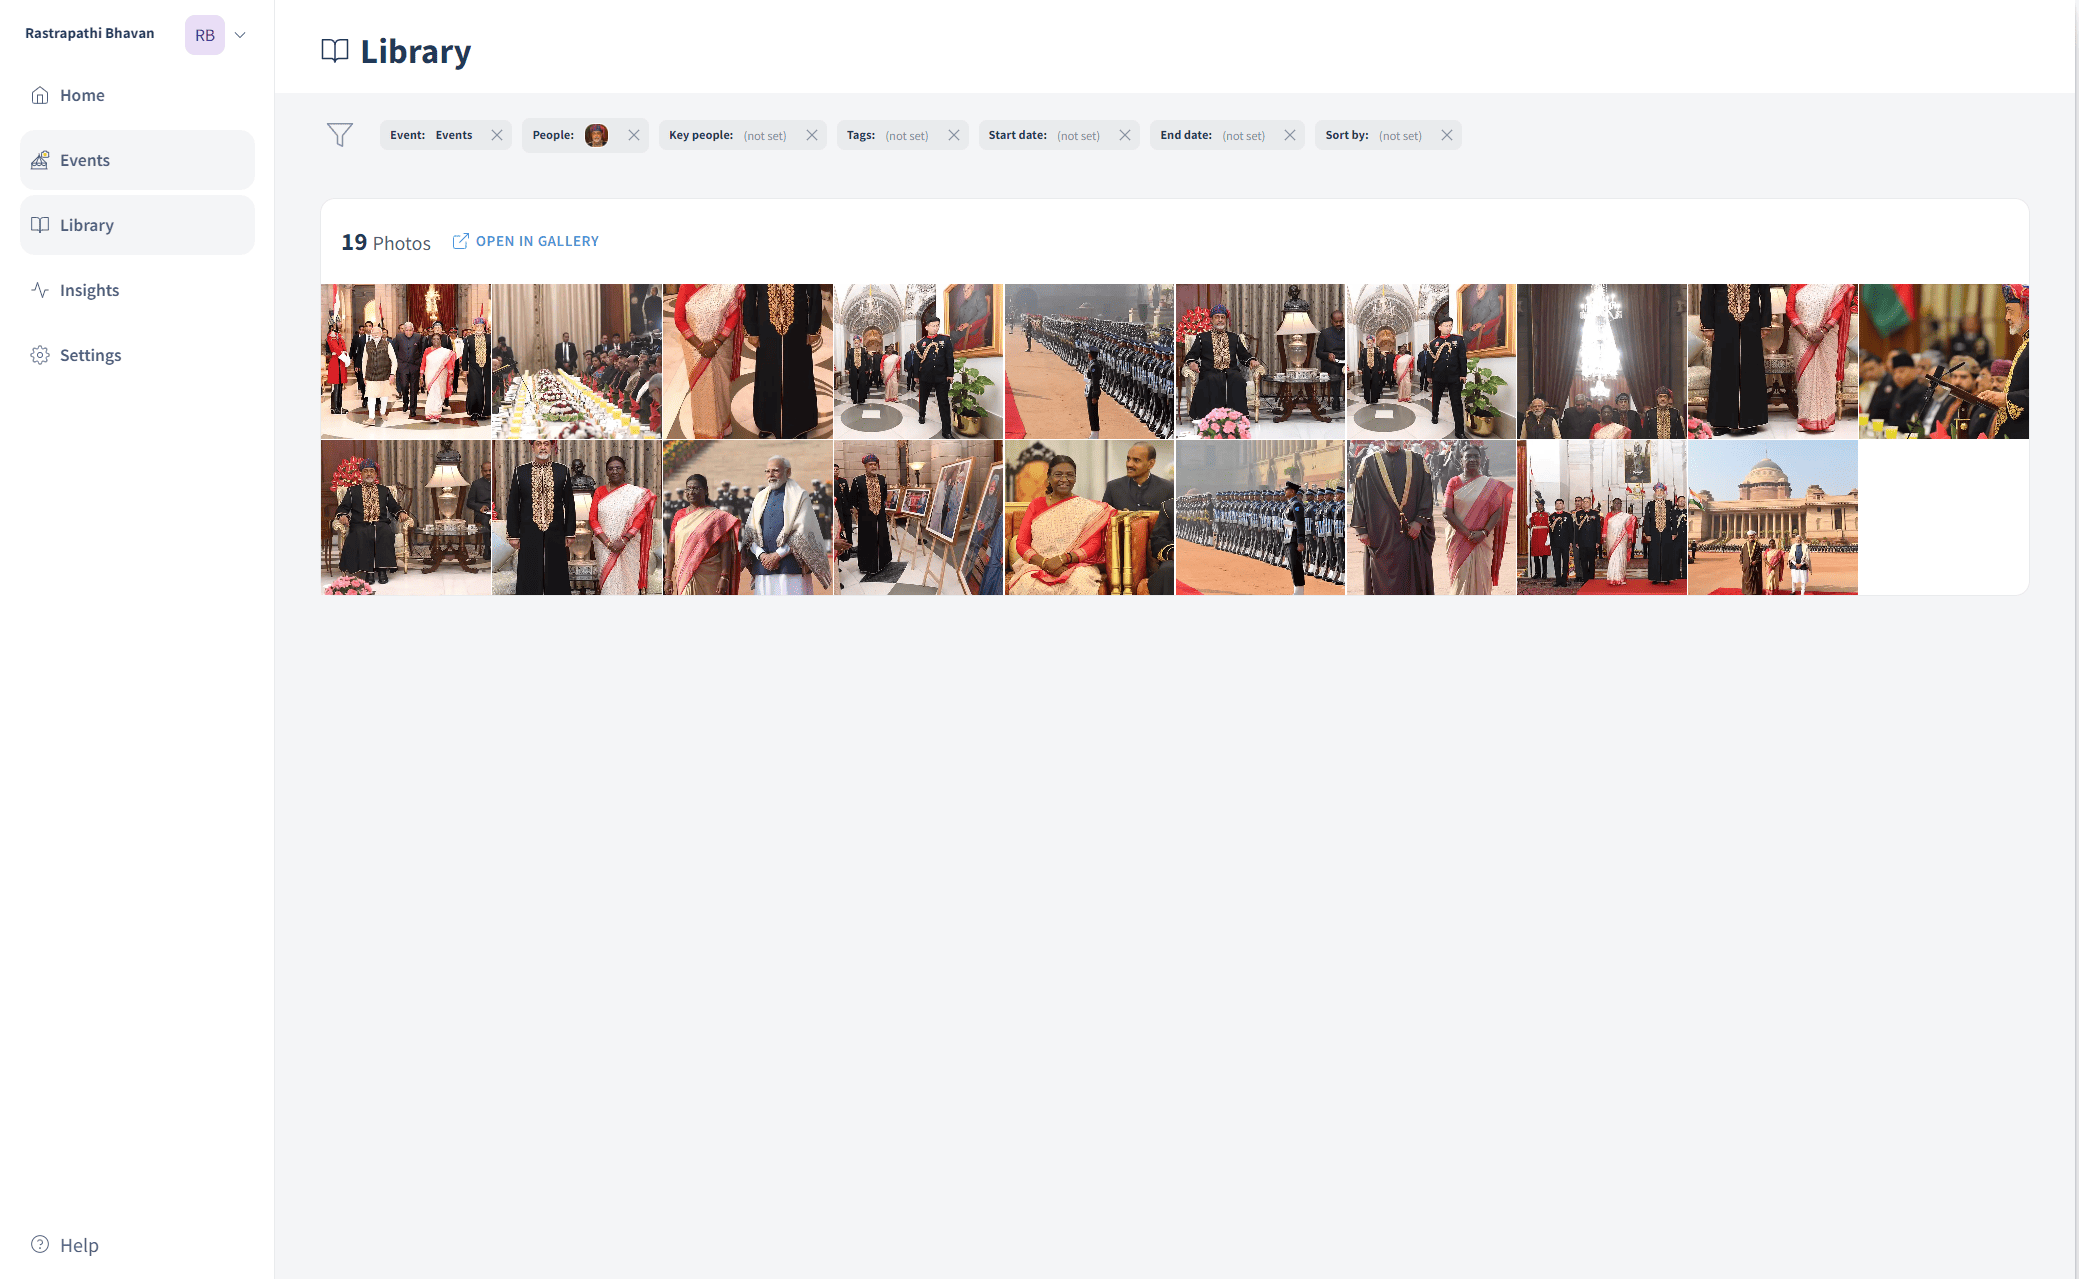 Rastrapathi Bhavan
RB
Home
Events
Library
Insights
Settings
Help
Library
Event: Events
People:
Key people: (not set)
Tags: (not set)
Start date: (not set)
End date: (not set)
Sort by: (not set)
19 Photos
OPEN IN GALLERY